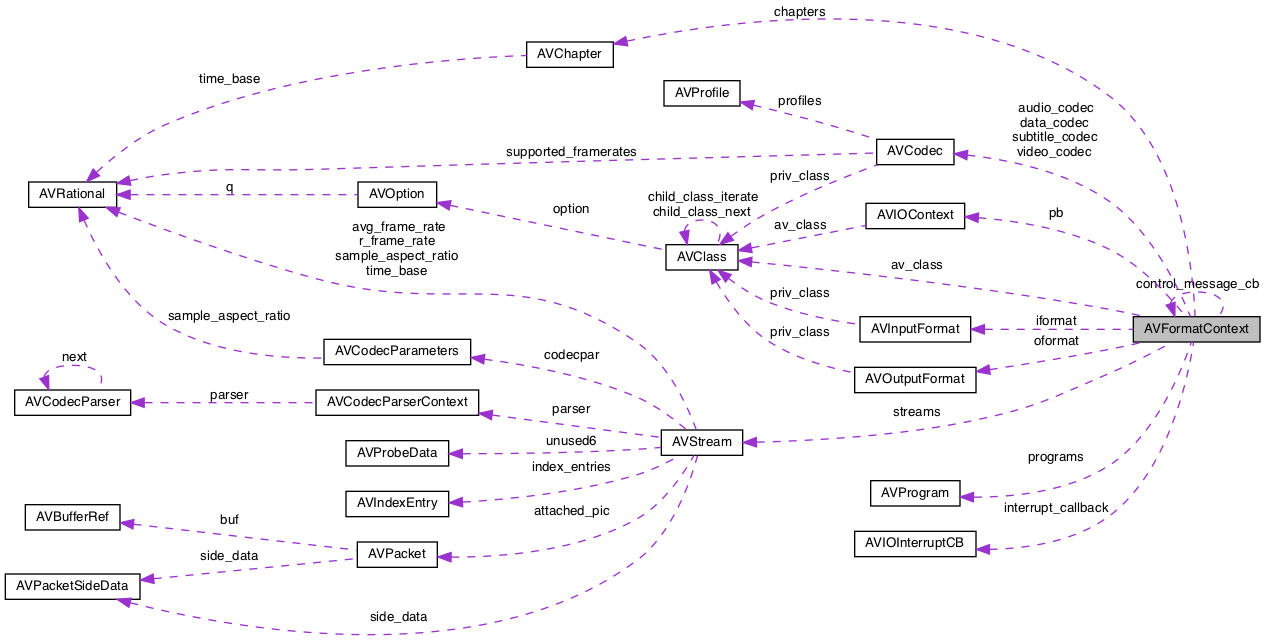 chapters
AVChapter
time_base
AVProfile
profiles
audio_codec
data_codec
subtitle_codec
video_codec
AVCodec
supported_framerates
priv_class
AVRational
q
AVOption
option
child_class_iterate
child_class_next
AVIOContext
pb
av_class
AVClass
avg_frame_rate
r_frame_rate
sample_aspect_ratio
time_base
av_class
control_message_cb
priv_class
AVInputFormat
iformat
AVFormatContext
sample_aspect_ratio
priv_class
oformat
AVCodecParameters
codecpar
next
AVOutputFormat
AVCodecParser
parser
AVCodecParserContext
parser
streams
AVStream
unused6
AVProbeData
index_entries
programs
AVProgram
AVIndexEntry
attached_pic
interrupt_callback
AVBufferRef
buf
AVPacket
AVIOInterruptCB
side_data
AVPacketSideData
side_data